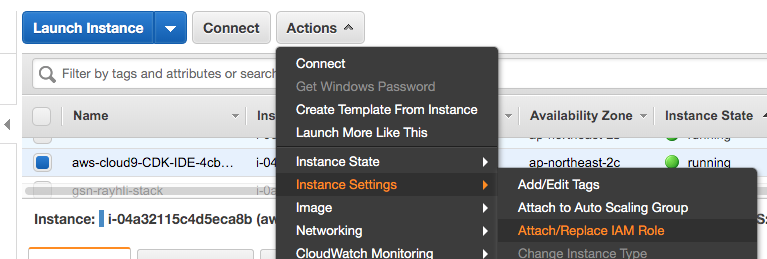 Launch Instance
Connect
Actions
Filter by tags and attributes or search
Name
Ins
Availability Zone
Instance State
running
aws-cloud9-CDK-IDE-4cb...
i-04a
ap-northeast-2c
running
gsn-rayhli-stack
Instance: i-04a32115c4d5eca8b (aw
Connect
Get Windows Password
Create Template From Instance
Launch More Like This
Instance State
Instance Settings
Image
Networking
CloudWatch Monitoring
Add/Edit Tags
Attach to Auto Scaling Group
Attach/Replace IAM Role
Change Instance Type
S: